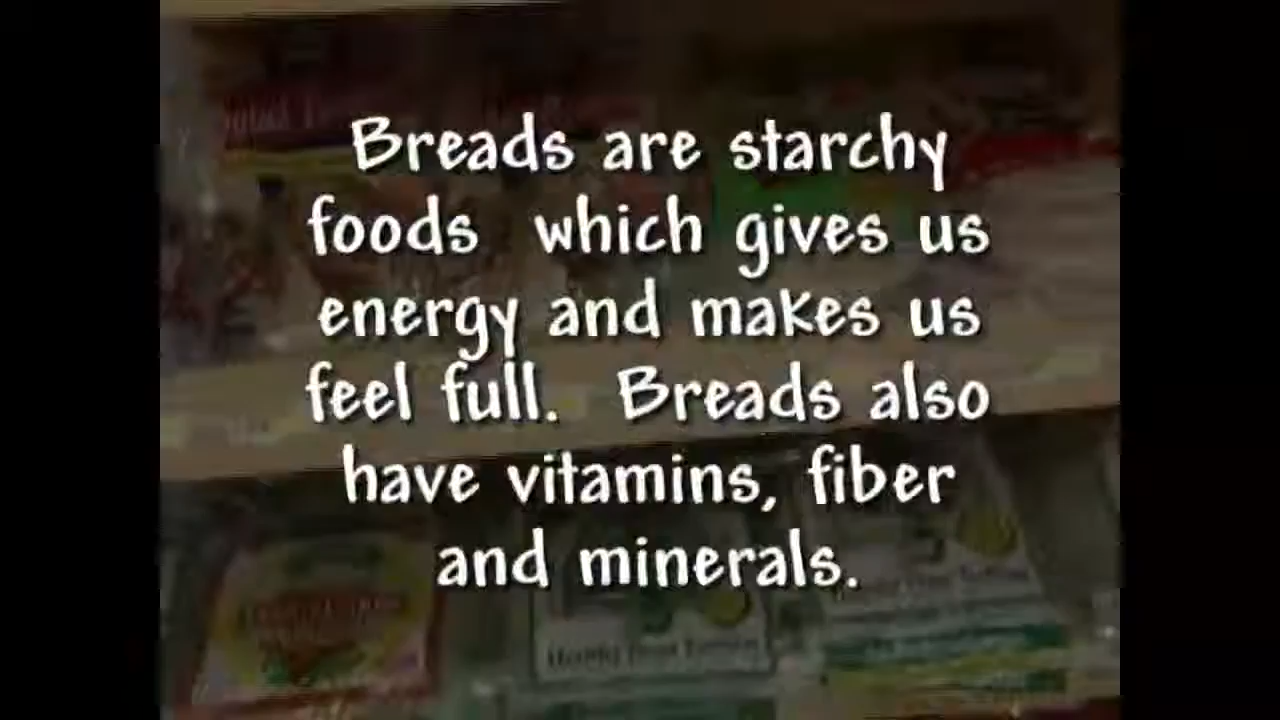 Breads are starchy
foods which gives us
energy and makes us
feel full. Breads also
have vitamins, fiber
and minerals.